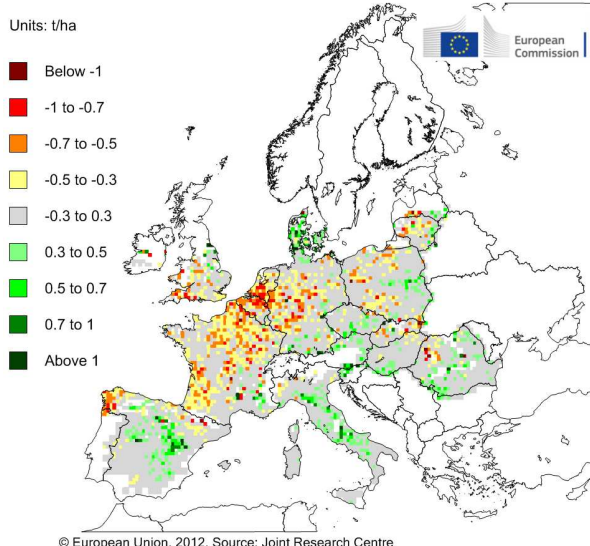 Units: t/ha
Below -1
-1 to -0.7
-0.7 to -0.5
-0.5 to -0.3
-0.3 to 0.3
0.3 to 0.5
0.5 to 0.7
0.7 to 1
Above 1
European
Commission
© European Union, 2012. Source: Joint Research Centre